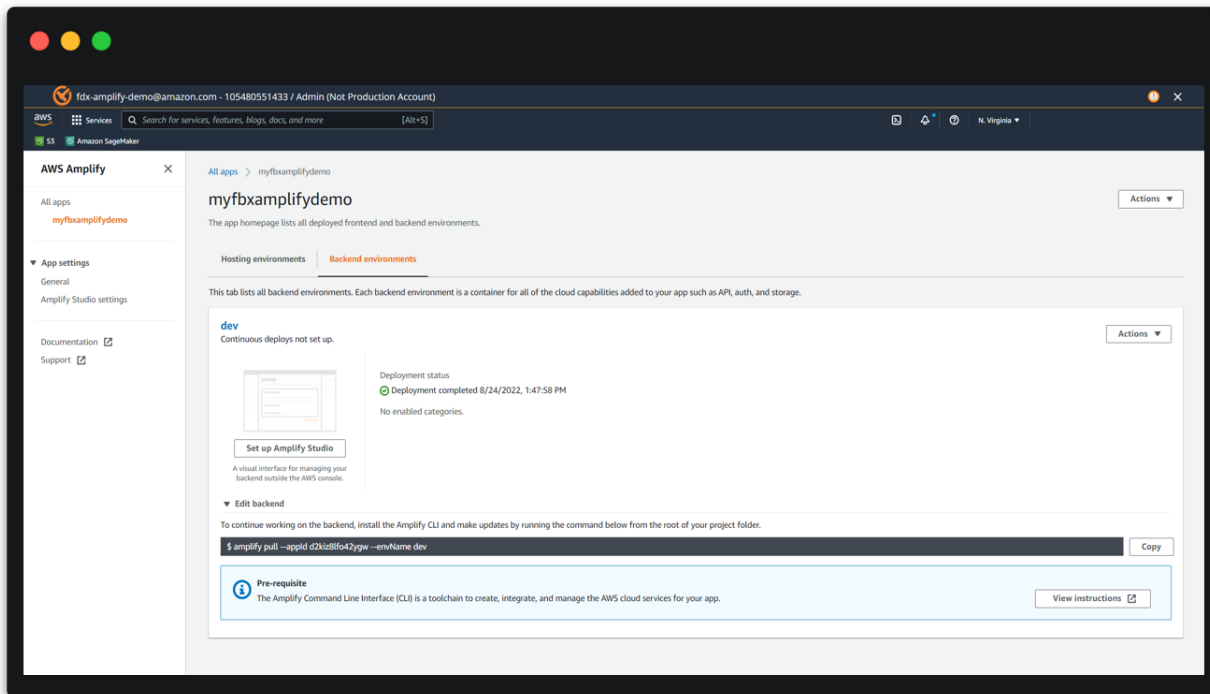 fdx-amplify-demo@amazon.com - 105480551433 / Admin (Not Production Account)
aws
Services
Search for services, features, blogs, docs, and more
[Alt+S]
N. Virginia
S3
Amazon SageMaker
AWS Amplify
All apps
myfbxamplifydemo
App settings
General
Amplify Studio settings
Documentation
Support
All apps > myfbxamplifydemo
myfbxamplifydemo
Actions
The app homepage lists all deployed frontend and backend environments.
Hosting environments
Backend environments
This tab lists all backend environments. Each backend environment is a container for all of the cloud capabilities added to your app such as API, auth, and storage.
dev
Continuous deploys not set up.
Actions
Set up Amplify Studio
A visual interface for managing your
backend outside the AWS console.
Deployment status
Deployment completed 8/24/2022, 1:47:58 PM
No enabled categories.
Edit backend
To continue working on the backend, install the Amplify CLI and make updates by running the command below from the root of your project folder.
$ amplify pull --appId d2kiz8lfo42ygw --envName dev
Copy
Pre-requisite
The Amplify Command Line Interface (CLI) is a toolchain to create, integrate, and manage the AWS cloud services for your app.
View instructions